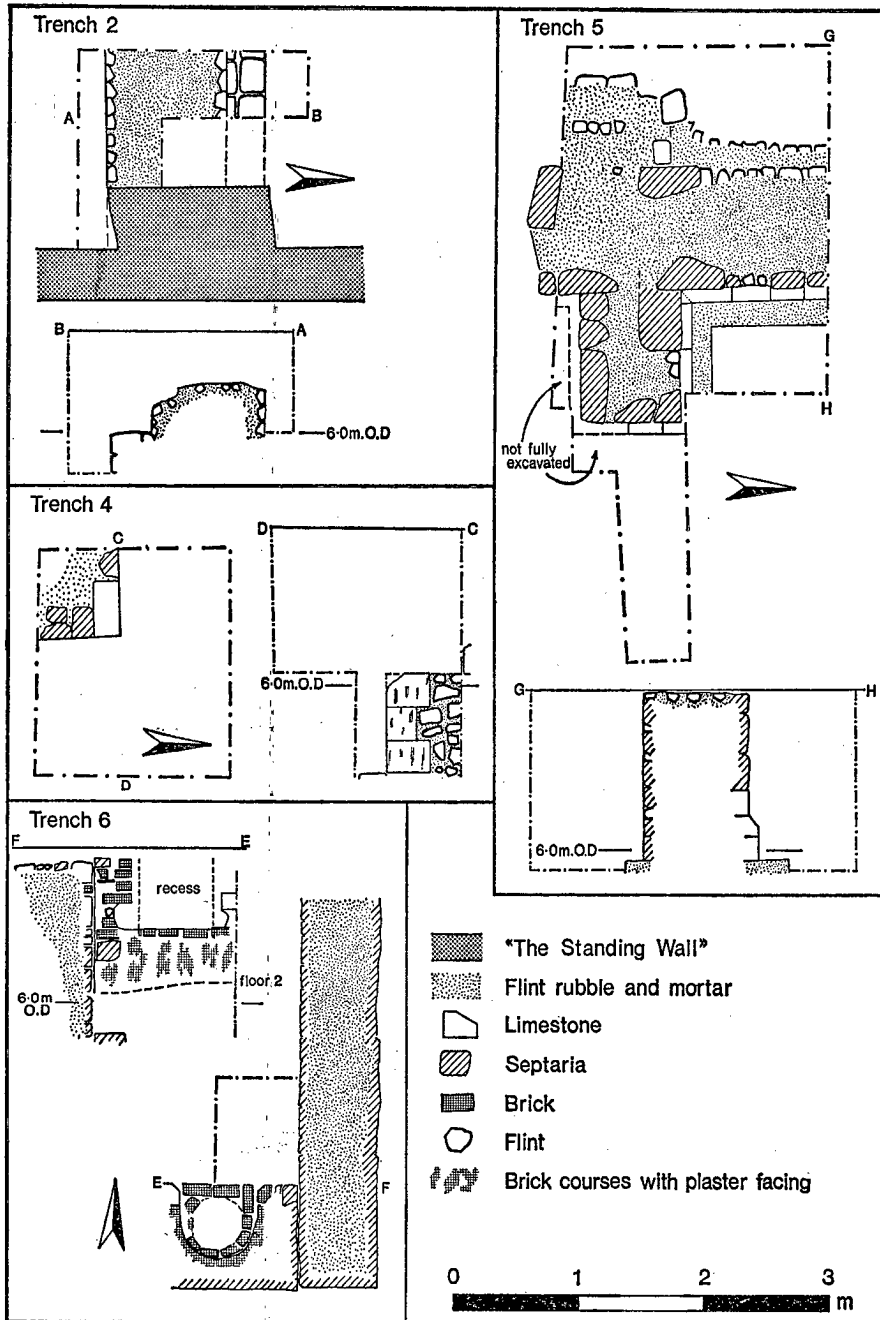 Trench 2
A
B
B
A
6·0m.O.D
Trench 4
C
D
D
C
6·0m.O.D
Trench 5
G
H
not fully
excavated
G
H
6·0m.O.D
Trench 6
F
E
recess
floor 2
6·0m
O.D
E
F
"The Standing Wall"
Flint rubble and mortar
Limestone
Septaria
Brick
Flint
Brick courses with plaster facing
0 1 2 3
m